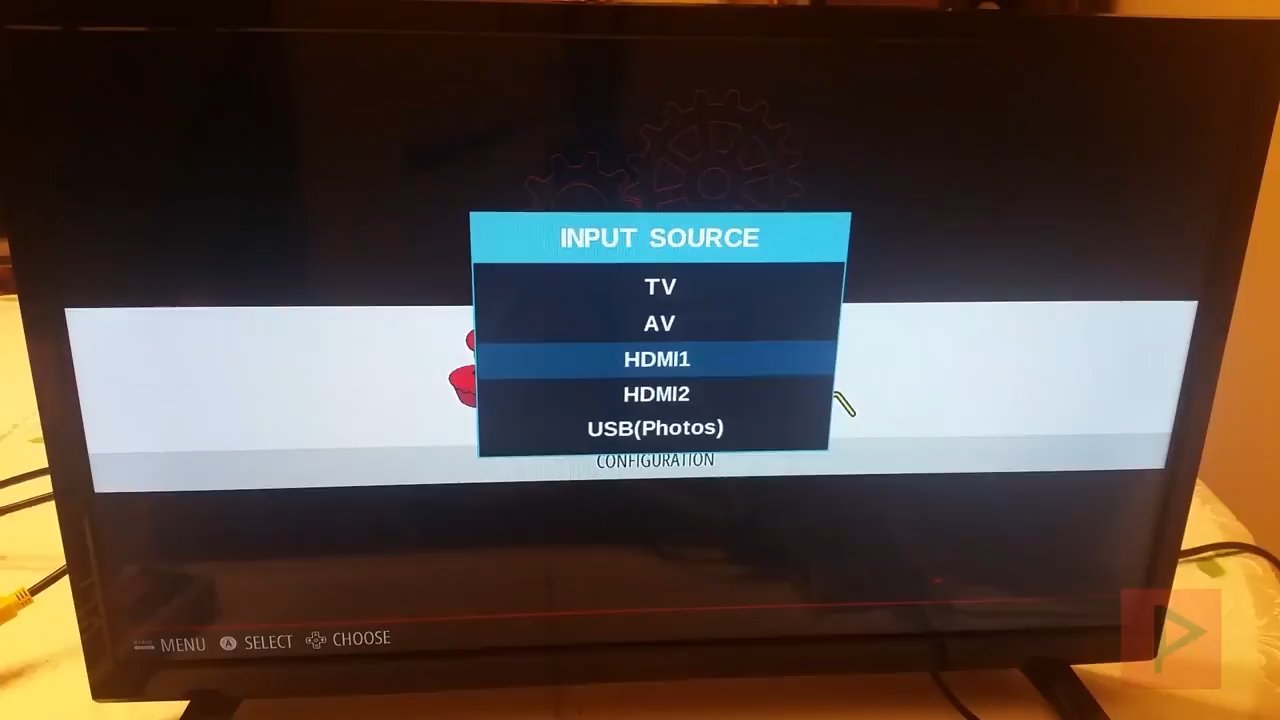 INPUT SOURCE
TV
AV
HDMI1
HDMI2
USB(Photos)
CONFIGURATION
MENU A SELECT CHOOSE